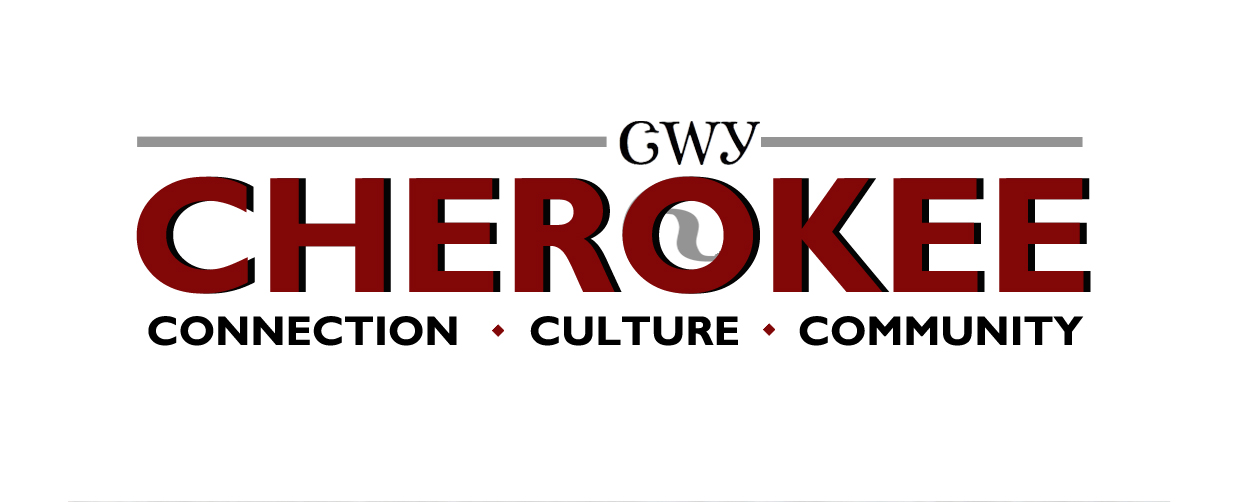 ᏣᎳᎩ
CHEROKEE
CONNECTION ⬥ CULTURE ⬥ COMMUNITY